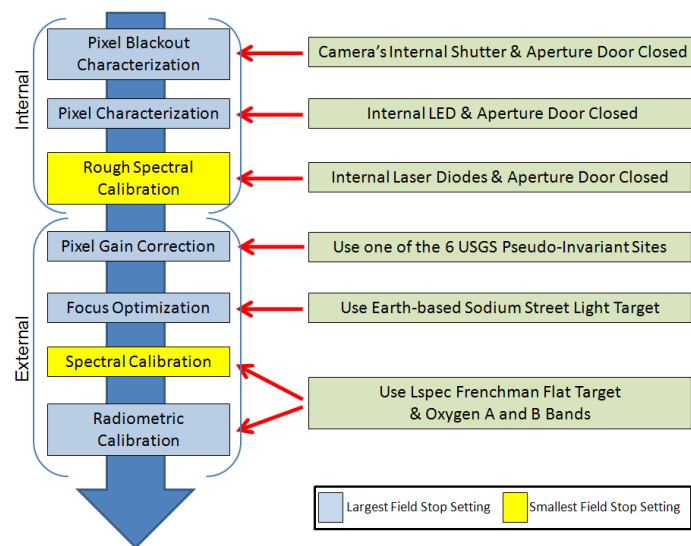 Internal
Pixel Blackout
Characterization
Camera's Internal Shutter & Aperture Door Closed
Pixel Characterization
Internal LED & Aperture Door Closed
Rough Spectral
Calibration
Internal Laser Diodes & Aperture Door Closed
External
Pixel Gain Correction
Use one of the 6 USGS Pseudo-Invariant Sites
Focus Optimization
Use Earth-based Sodium Street Light Target
Spectral Calibration
Use Lspec Frenchman Flat Target
& Oxygen A and B Bands
Radiometric
Calibration
Largest Field Stop Setting
Smallest Field Stop Setting